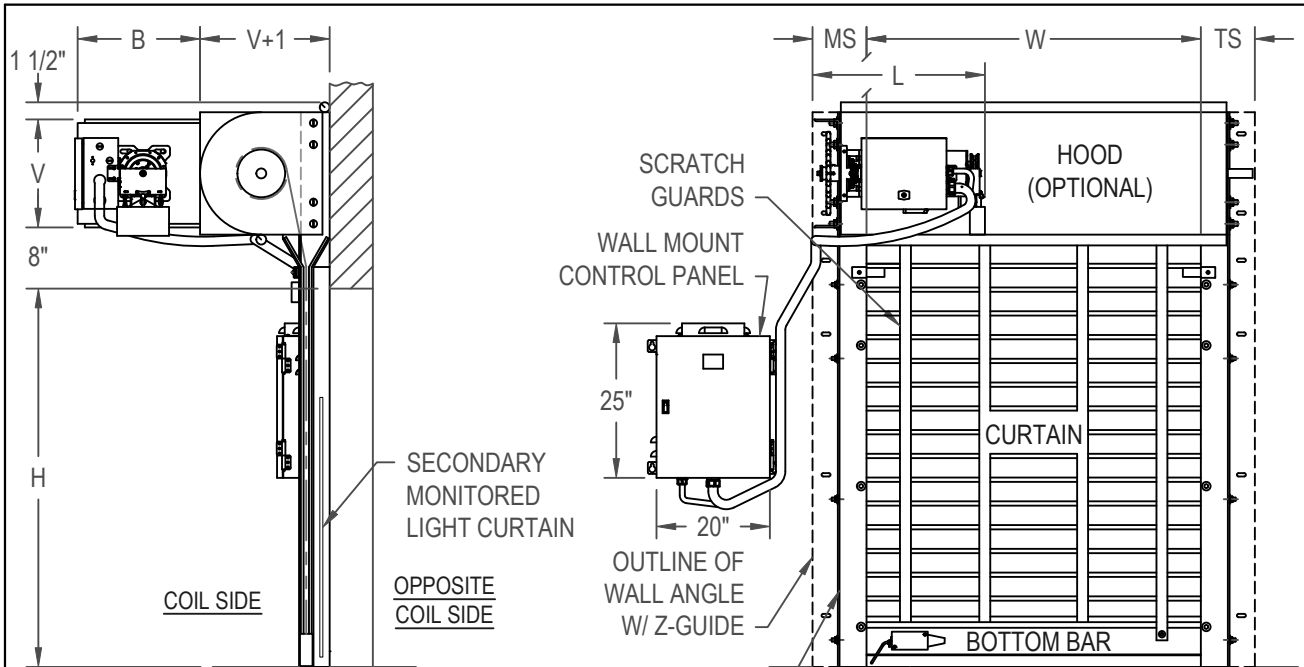 B
V+1
1 1/2"
V
8"
H
COIL SIDE
OPPOSITE
COIL SIDE
SECONDARY
MONITORED
LIGHT CURTAIN
MS
W
TS
L
SCRATCH
GUARDS
HOOD
(OPTIONAL)
WALL MOUNT
CONTROL PANEL
25"
20"
CURTAIN
OUTLINE OF
WALL ANGLE
W/ Z-GUIDE
BOTTOM BAR